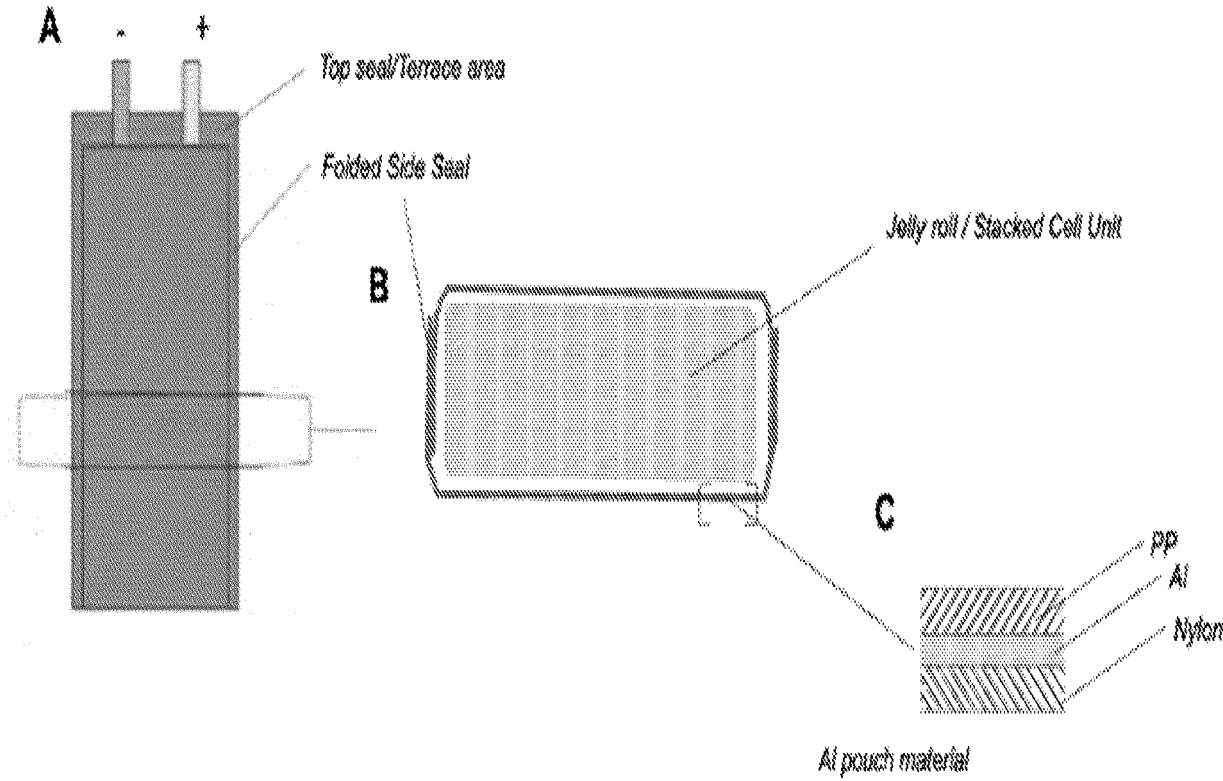 A - +
Top seal/Terrace area
Folded Side Seal
Jelly roll / Stacked Cell Unit
B
C
PP
Al
Nylon
Al pouch material